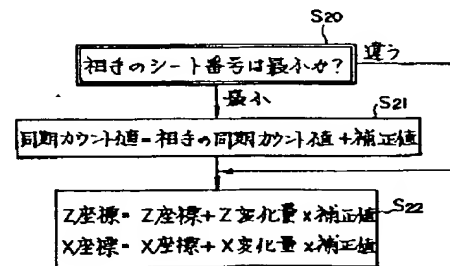 S20
相手のシート番号は最小か?
違う
最小
S21
同期カウント値=相手の同期カウント値+補正値
Z座標= Z座標+Z変化量×補正値
S22
X座標= X座標+X変化量×補正値